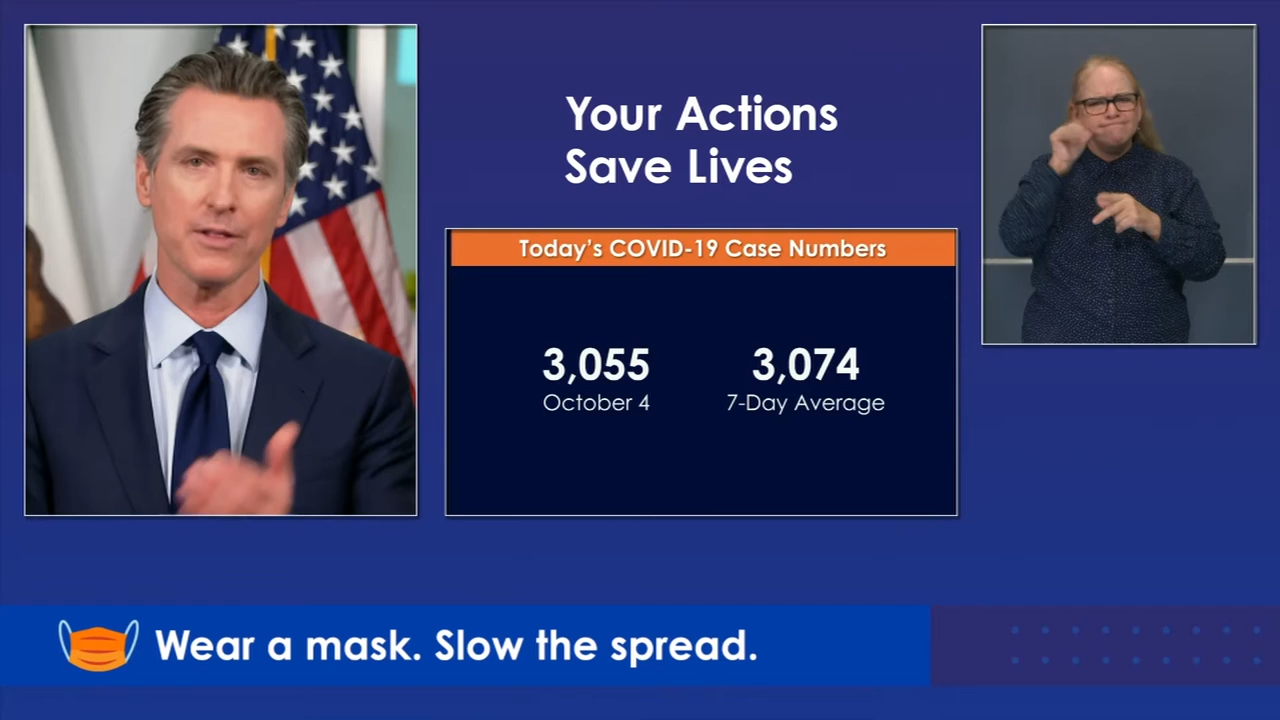 Your Actions
Save Lives
Today's COVID-19 Case Numbers
3,055
October 4
3,074
7-Day Average
Wear a mask. Slow the spread.